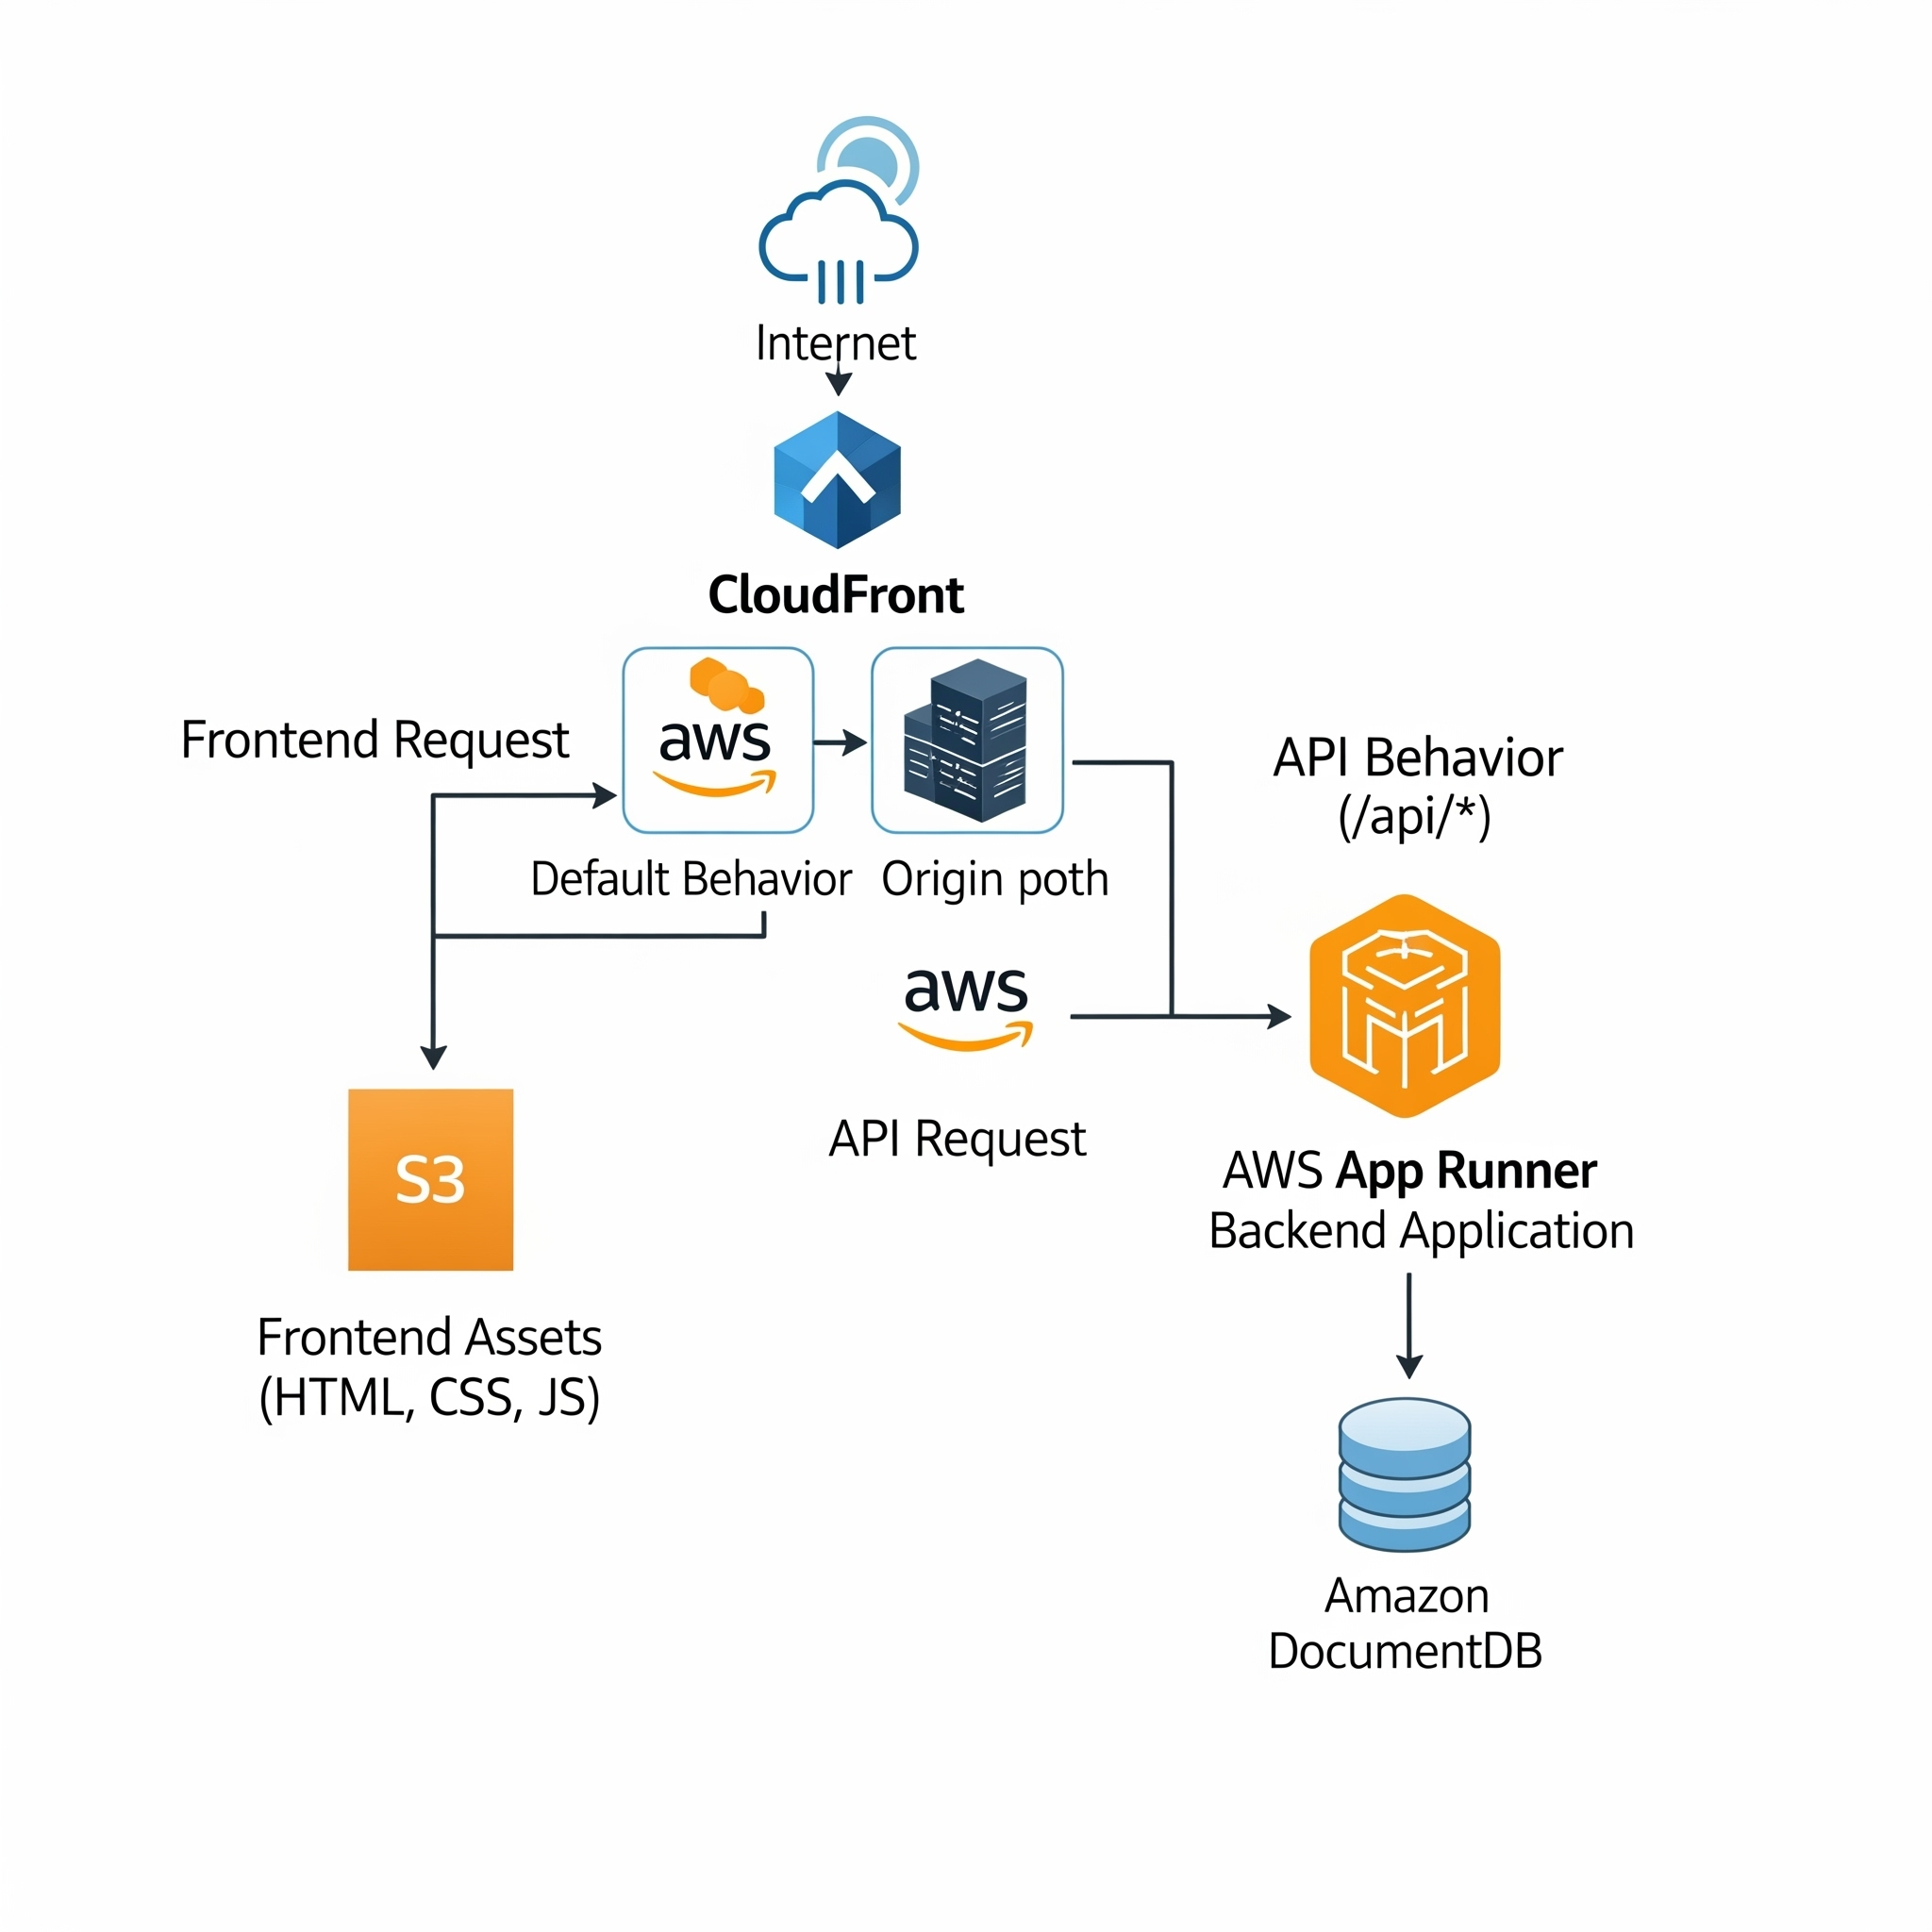 Internet
CloudFront
aws
Frontend Request
Default Behavior
Origin poth
API Behavior
(/api/*)
aws
API Request
S3
Frontend Assets
(HTML, CSS, JS)
AWS App Runner
Backend Application
Amazon
DocumentDB